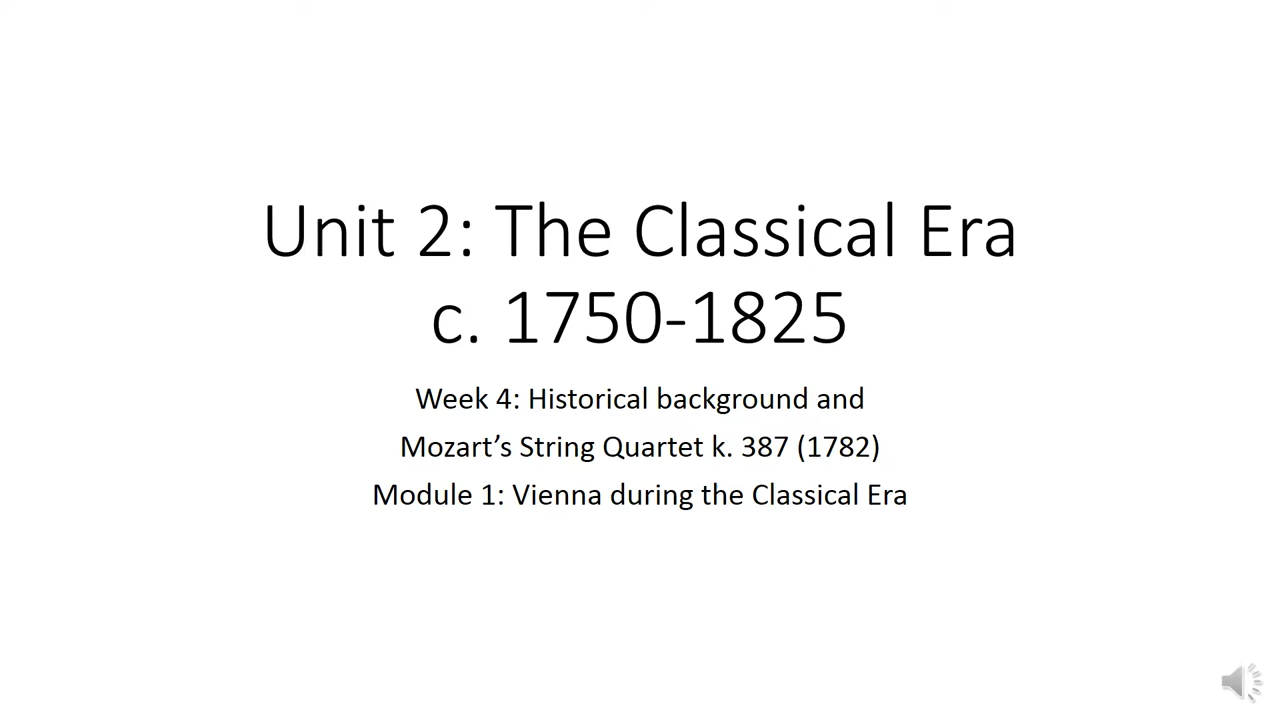 Unit 2: The Classical Era
c. 1750-1825
Week 4: Historical background and
Mozart’s String Quartet k. 387 (1782)
Module 1: Vienna during the Classical Era